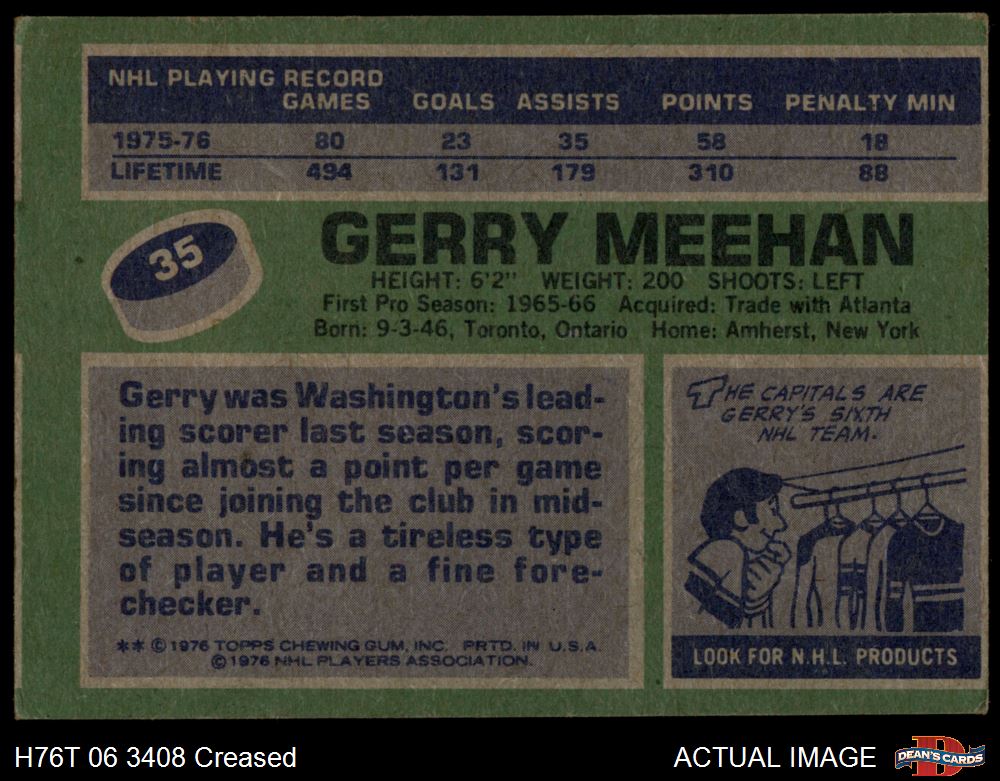 NHL PLAYING RECORD
GAMES GOALS ASSISTS POINTS PENALTY MIN
1975-76 80 23 35 58 18
LIFETIME 494 131 179 310 88
35
GERRY MEEHAN
HEIGHT: 6'2" WEIGHT: 200 SHOOTS: LEFT
First Pro Season: 1965-66 Acquired: Trade with Atlanta
Born: 9-3-46, Toronto, Ontario Home: Amherst, New York
Gerry was Washington's lead-
ing scorer last season, scor-
ing almost a point per game
since joining the club in mid-
season. He's a tireless type
of player and a fine fore-
checker.
** © 1976 TOPPS CHEWING GUM, INC. PRTD. IN U.S.A.
© 1976 NHL PLAYERS ASSOCIATION.
THE CAPITALS ARE
GERRY'S SIXTH
NHL TEAM.
LOOK FOR N.H.L. PRODUCTS
H76T 06 3408 Creased
ACTUAL IMAGE
D
DEAN'S CARDS